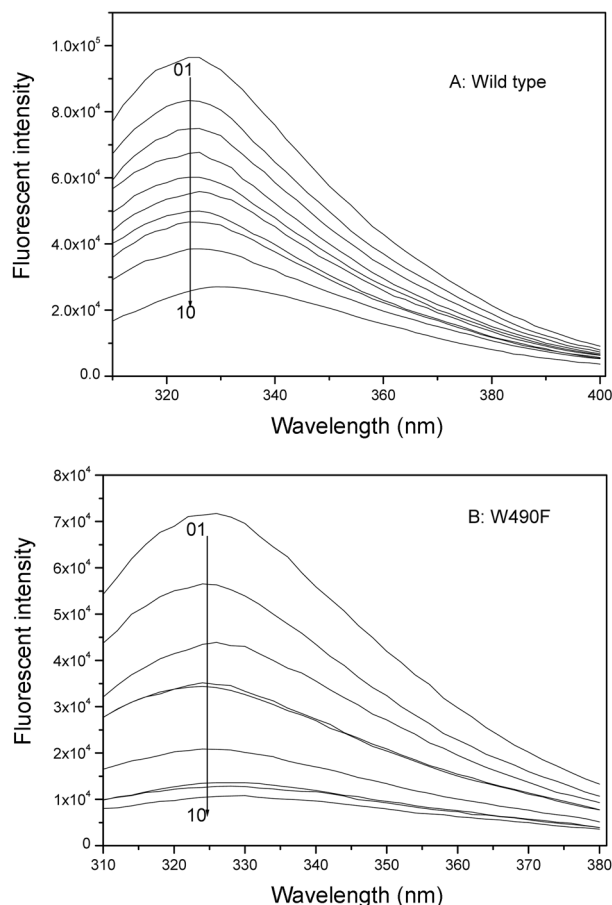 1.0x10⁵
8.0x10⁴
6.0x10⁴
4.0x10⁴
2.0x10⁴
0.0
Fluorescent intensity
01
10
A: Wild type
320 340 360 380 400
Wavelength (nm)
8x10⁴
7x10⁴
6x10⁴
5x10⁴
4x10⁴
3x10⁴
2x10⁴
1x10⁴
0
Fluorescent intensity
01
10
B: W490F
310 320 330 340 350 360 370 380
Wavelength (nm)